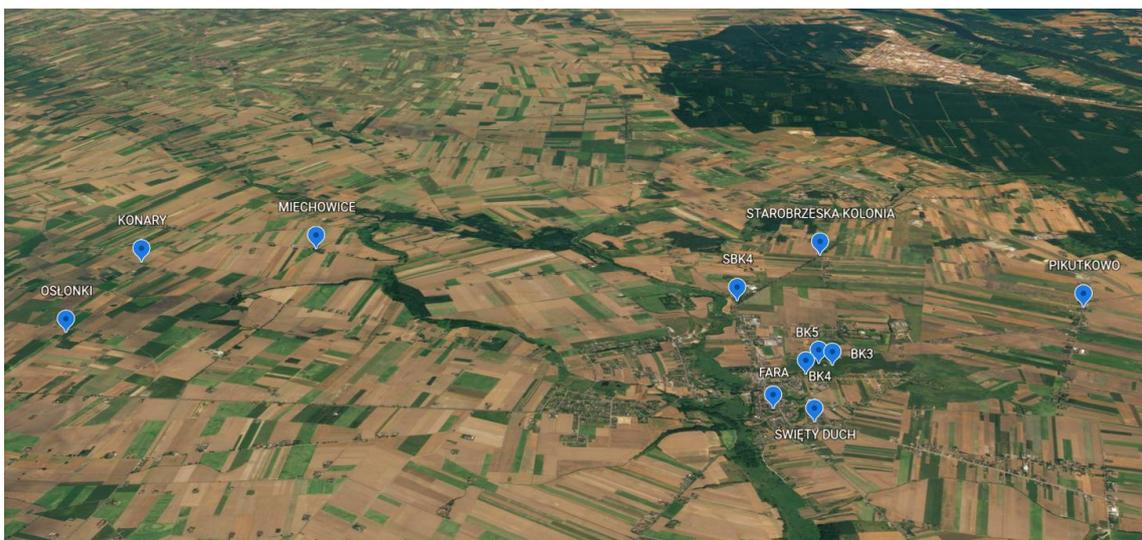 MIECHOWICE
STAROBRZESKA KOLONIA
KONARY
SBK4
PIKUTKOWO
OSŁONKI
BK5
BK3
FARA
BK4
ŚWIĘTY DUCH